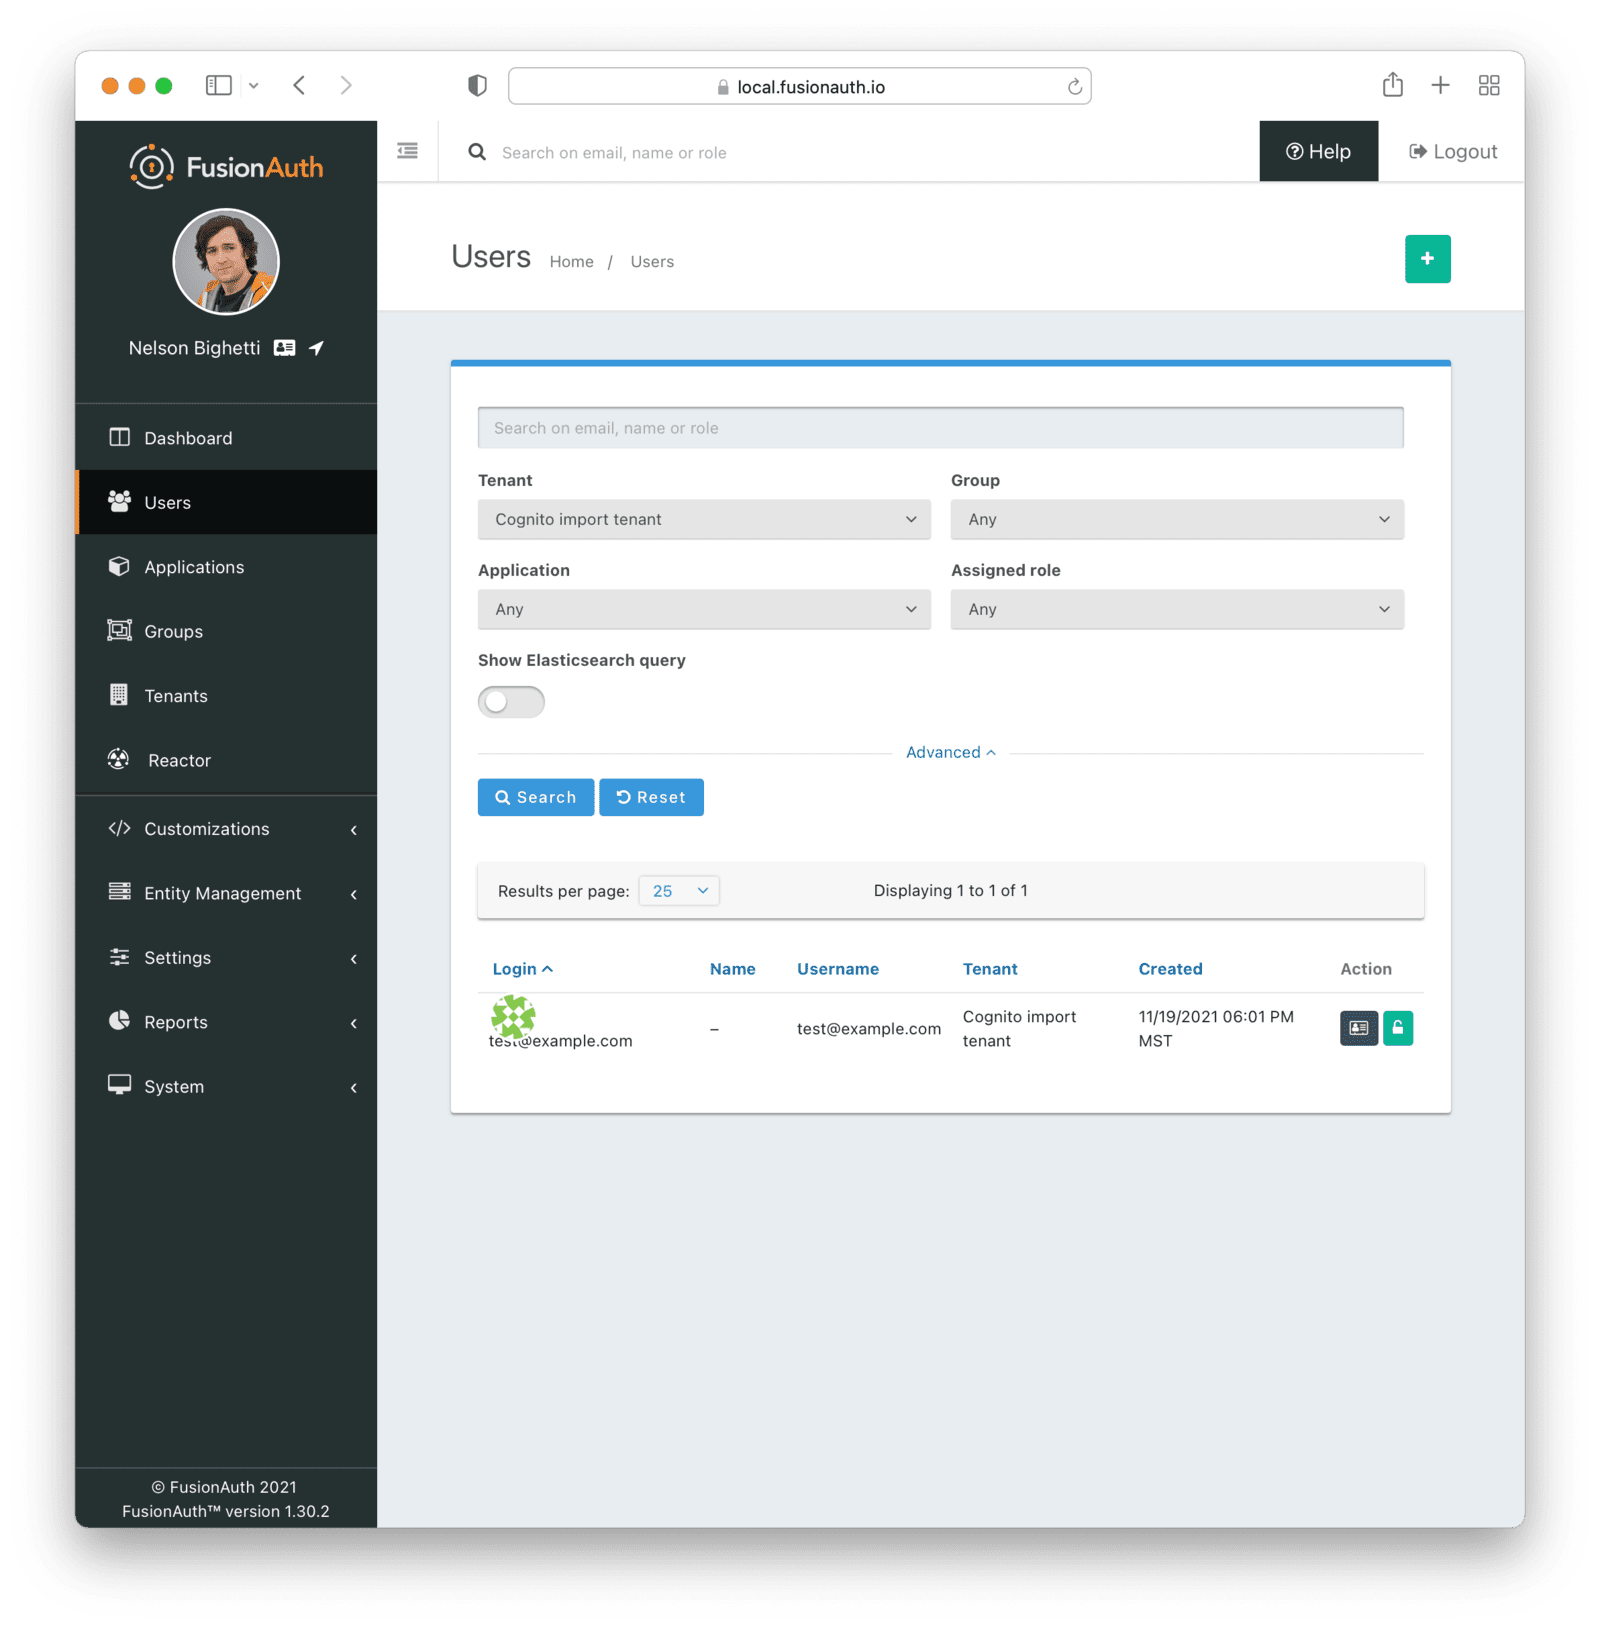 local.fusionauth.io
FusionAuth
Search on email, name or role
Help
Logout
Nelson Bighetti
Dashboard
Users
Applications
Groups
Tenants
Reactor
Customizations
Entity Management
Settings
Reports
System
© FusionAuth 2021
FusionAuth™ version 1.30.2
Users Home / Users
Search on email, name or role
Tenant Group
Cognito import tenant Any
Application Assigned role
Any Any
Show Elasticsearch query
Advanced
Search Reset
Results per page: 25 Displaying 1 to 1 of 1
Login Name Username Tenant Created Action
test@example.com – test@example.com Cognito import tenant 11/19/2021 06:01 PM MST